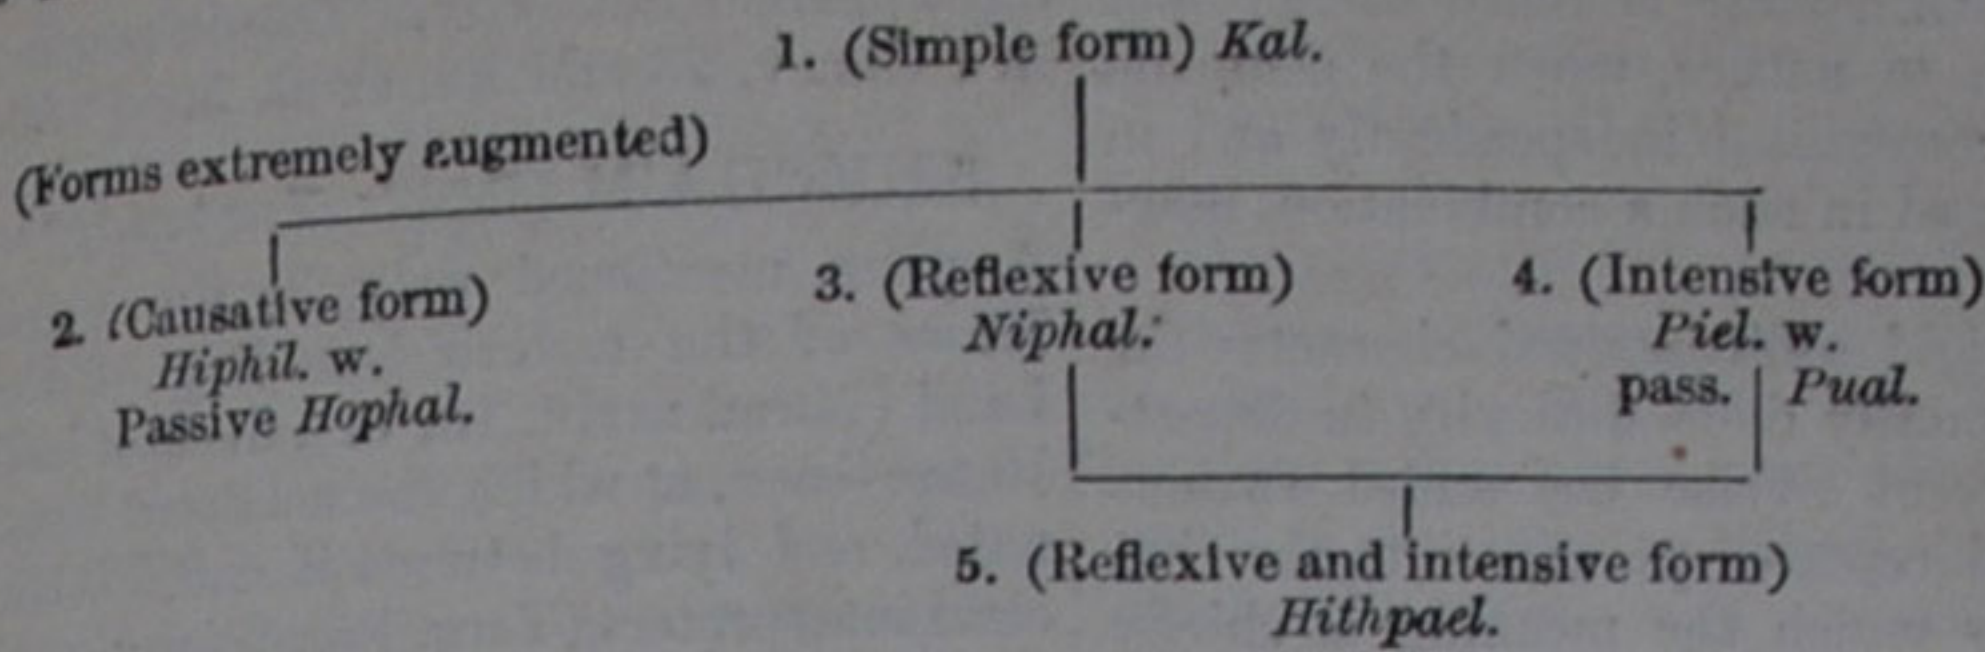 1. (Simple form) Kal.
(Forms extremely augmented)
2. (Causative form)
Hiphil. w.
Passive Hophal.
3. (Reflexive form)
Niphal.
4. (Intensive form)
Piel. w.
pass. Pual.
5. (Reflexive and intensive form)
Hithpael.